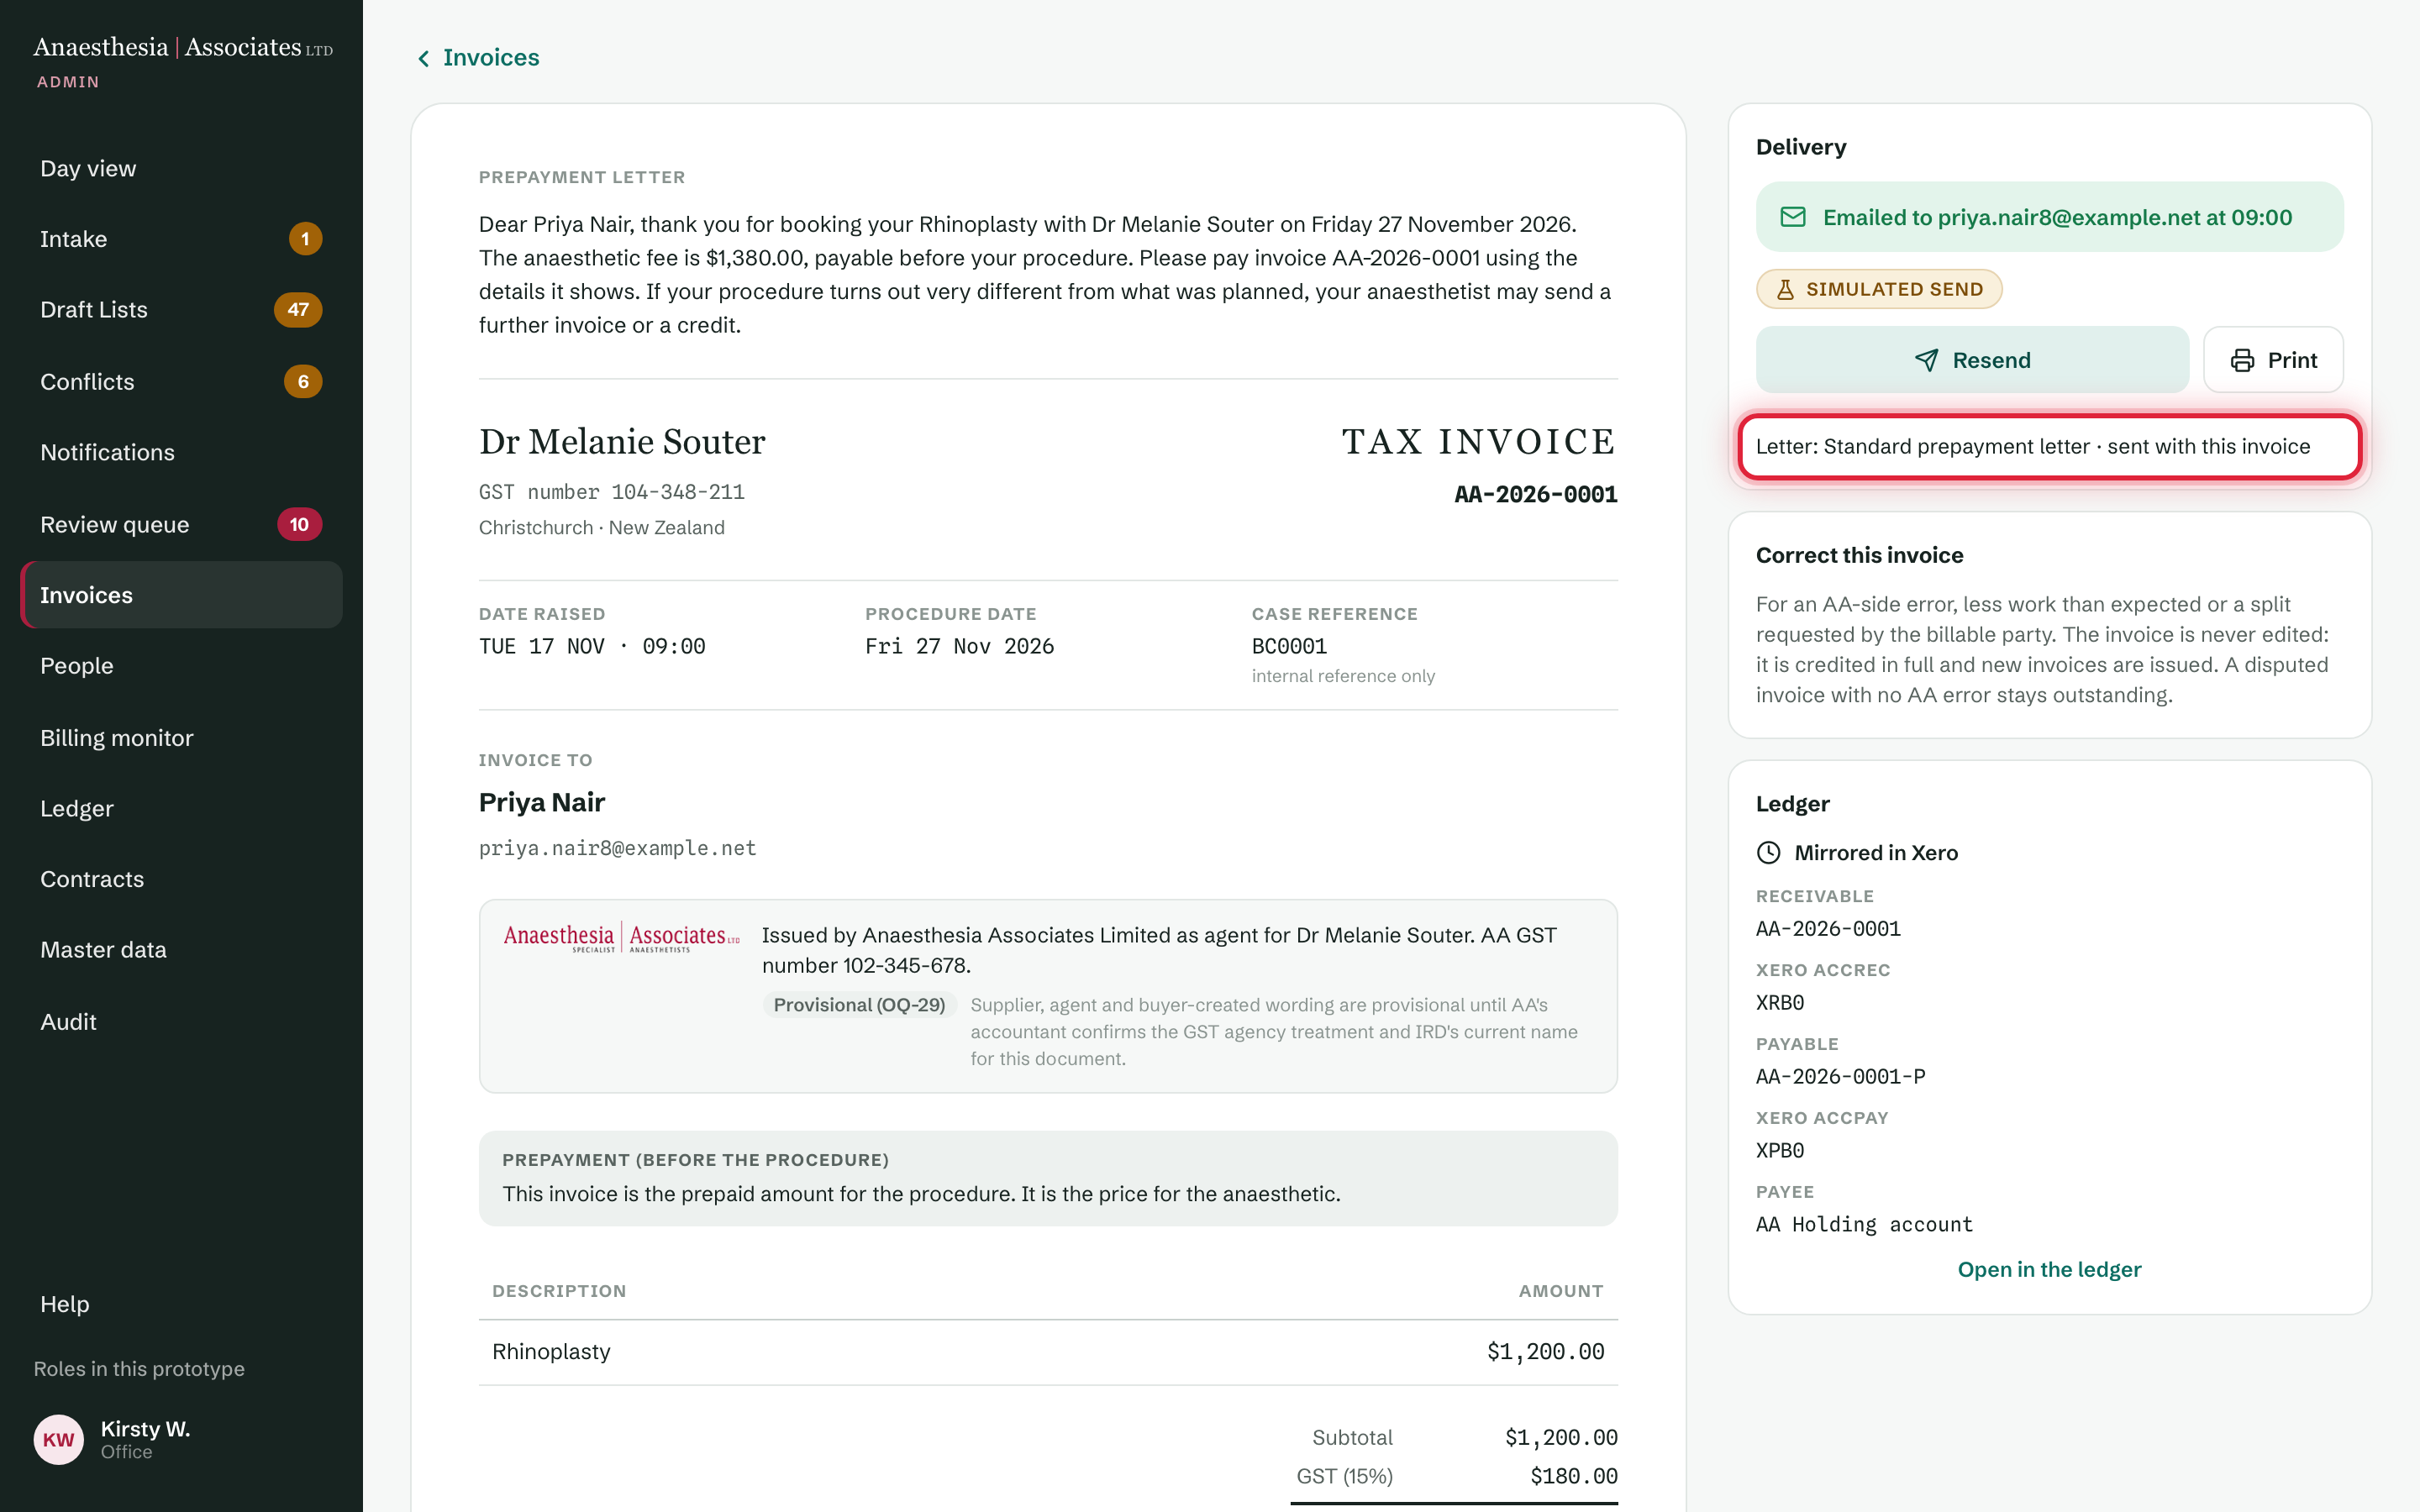 Anaesthesia | Associates LTD
ADMIN
Day view
Intake 1
Draft Lists 47
Conflicts 6
Notifications
Review queue 10
Invoices
People
Billing monitor
Ledger
Contracts
Master data
Audit
Help
Roles in this prototype
KW
Kirsty W.
Office
Invoices
PREPAYMENT LETTER
Dear Priya Nair, thank you for booking your Rhinoplasty with Dr Melanie Souter on Friday 27 November 2026.
The anaesthetic fee is $1,380.00, payable before your procedure. Please pay invoice AA-2026-0001 using the
details it shows. If your procedure turns out very different from what was planned, your anaesthetist may send a
further invoice or a credit.
Dr Melanie Souter
GST number 104-348-211
Christchurch · New Zealand
TAX INVOICE
AA-2026-0001
DATE RAISED
TUE 17 NOV · 09:00
PROCEDURE DATE
Fri 27 Nov 2026
CASE REFERENCE
BC0001
internal reference only
INVOICE TO
Priya Nair
priya.nair8@example.net
Anaesthesia | Associates LTD
SPECIALIST ANAESTHETISTS
Issued by Anaesthesia Associates Limited as agent for Dr Melanie Souter. AA GST
number 102-345-678.
Provisional (OQ-29)
Supplier, agent and buyer-created wording are provisional until AA's
accountant confirms the GST agency treatment and IRD's current name
for this document.
PREPAYMENT (BEFORE THE PROCEDURE)
This invoice is the prepaid amount for the procedure. It is the price for the anaesthetic.
DESCRIPTION AMOUNT
Rhinoplasty $1,200.00
Subtotal $1,200.00
GST (15%) $180.00
Delivery
Emailed to priya.nair8@example.net at 09:00
SIMULATED SEND
Resend
Print
Letter: Standard prepayment letter · sent with this invoice
Correct this invoice
For an AA-side error, less work than expected or a split
requested by the billable party. The invoice is never edited:
it is credited in full and new invoices are issued. A disputed
invoice with no AA error stays outstanding.
Ledger
Mirrored in Xero
RECEIVABLE
AA-2026-0001
XERO ACCREC
XRB0
PAYABLE
AA-2026-0001-P
XERO ACCPAY
XPB0
PAYEE
AA Holding account
Open in the ledger